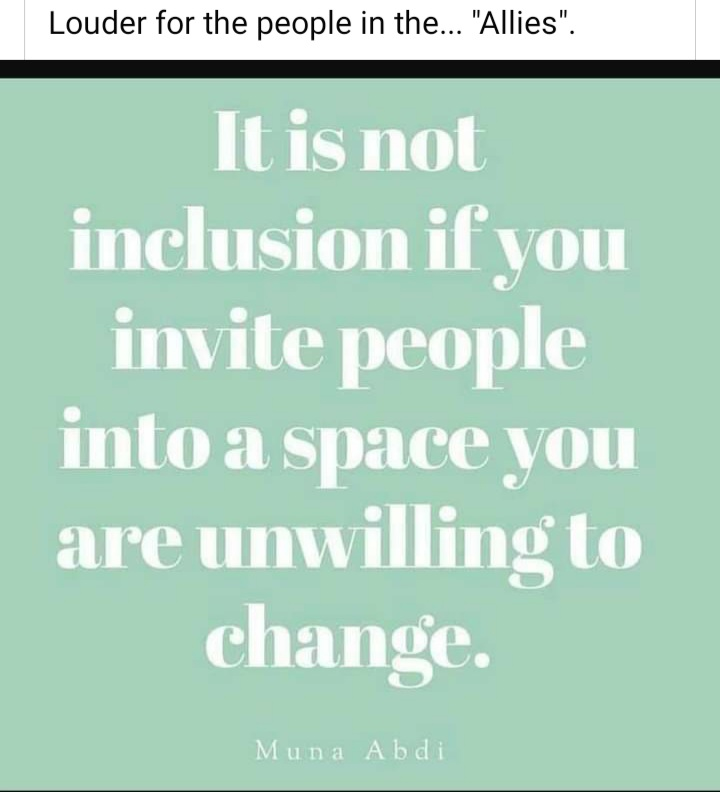 Louder for the people in the... "Allies".
It is not
inclusion if you
invite people
into a space you
are unwilling to
change.
Muna Abdi